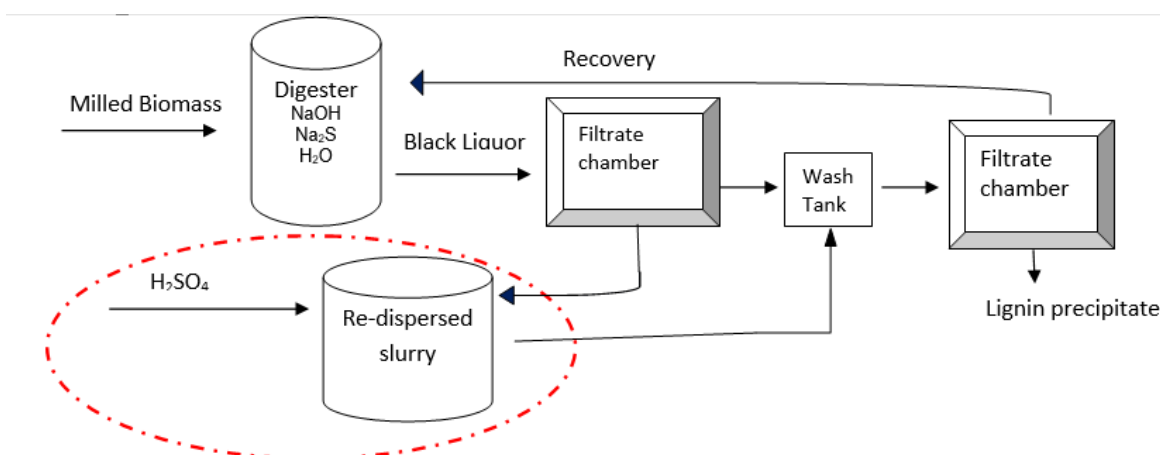 Recovery
Milled Biomass
Digester
NaOH
Na₂S
H₂O
Black Liquor
Filtrate
chamber
Wash
Tank
Filtrate
chamber
H₂SO₄
Re-dispersed
slurry
Lignin precipitate